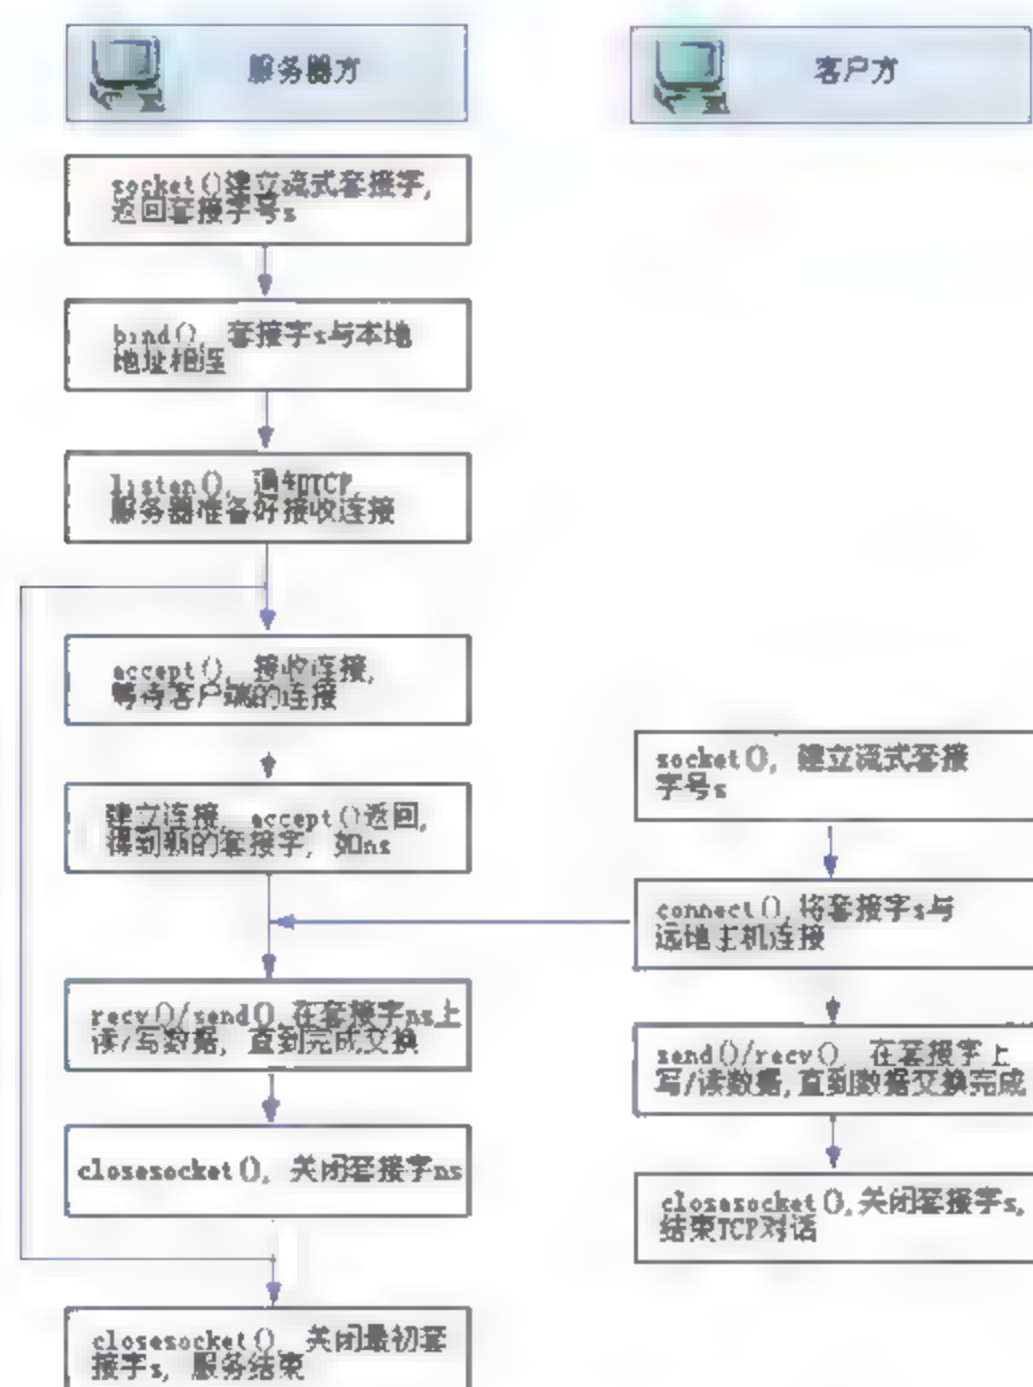 服务器方
socket()建立流式套接字,
返回套接字号s
bind(), 套接字s与本地
地址相连
listen(), 通知TCP,
服务器准备好接收连接
accept(), 接收连接,
等待客户端的连接
建立连接, accept()返回,
得到新的套接字, 如ns
recv()/send() 在套接字ns上
读/写数据, 直到完成交换
closesocket(), 关闭套接字ns
closesocket() 关闭最初套
接字s, 服务结束
客户方
socket(), 建立流式套接
字号s
connect(), 将套接字s与
远地主机连接
send()/recv(), 在套接字上
写/读数据, 直到数据交换完成
closesocket(), 关闭套接字s,
结束TCP对话